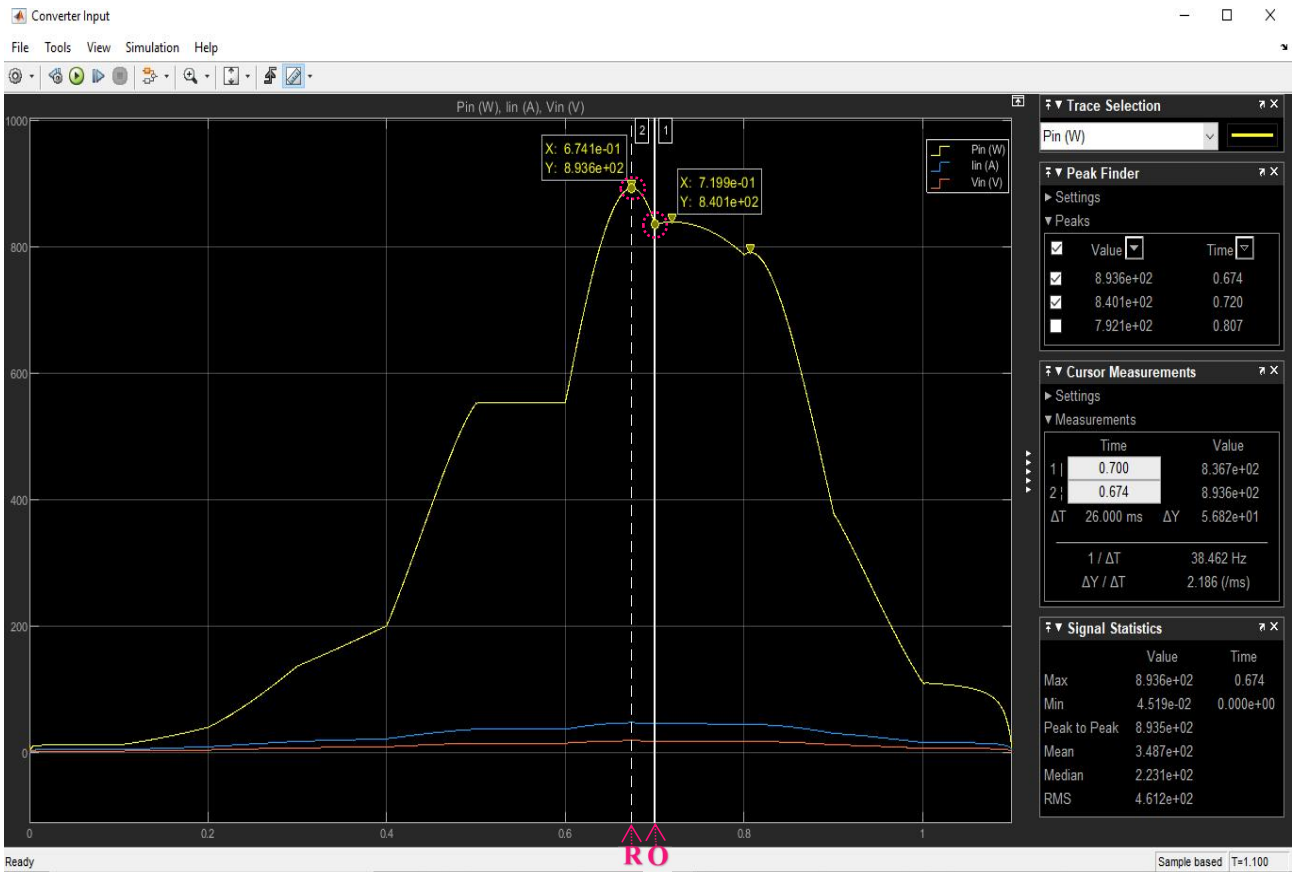 Converter Input
File Tools View Simulation Help
Pin (W), Iin (A), Vin (V)
1000
800
600
400
200
0
0 0.2 0.4 0.6 0.8 1
2 1
X: 6.741e-01
Y: 8.936e+02
X: 7.199e-01
Y: 8.401e+02
Pin (W)
Iin (A)
Vin (V)
R O
Trace Selection
Pin (W)
Peak Finder
Settings
Peaks
Value Time
8.936e+02 0.674
8.401e+02 0.720
7.921e+02 0.807
Cursor Measurements
Settings
Measurements
Time Value
1 | 0.700 8.367e+02
2 ¦ 0.674 8.936e+02
ΔT 26.000 ms ΔY 5.682e+01
1 / ΔT 38.462 Hz
ΔY / ΔT 2.186 (/ms)
Signal Statistics
Value Time
Max 8.936e+02 0.674
Min 4.519e-02 0.000e+00
Peak to Peak 8.935e+02
Mean 3.487e+02
Median 2.231e+02
RMS 4.612e+02
Ready
Sample based T=1.100